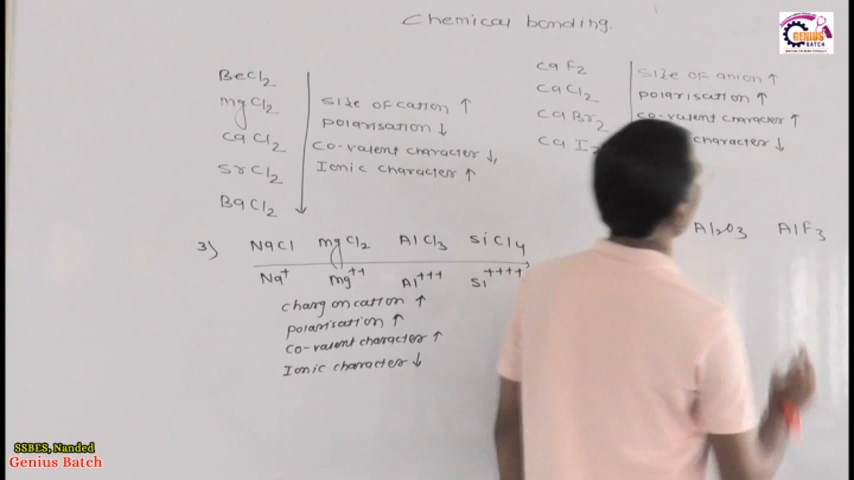 Chemical bonding.
GENIUS
BATCH
BeCl2
mgCl2
CaCl2
SrCl2
BaCl2
Size of cation ↑
polarisation ↓
Co-valent character ↓,
Ionic character ↑
CaF2
CaCl2
CaBr2
CaI2
Size of anion ↑
polarisation ↑
co-valent character ↑
character ↓
3) NaCl mgCl2 AlCl3 SiCl4
Na+ mg++ Al+++ Si++++
charg on cation ↑
polarisation ↑
co-valent character ↑
Ionic character ↓
Al2O3 AlF3
SSBES, Nanded
Genius Batch